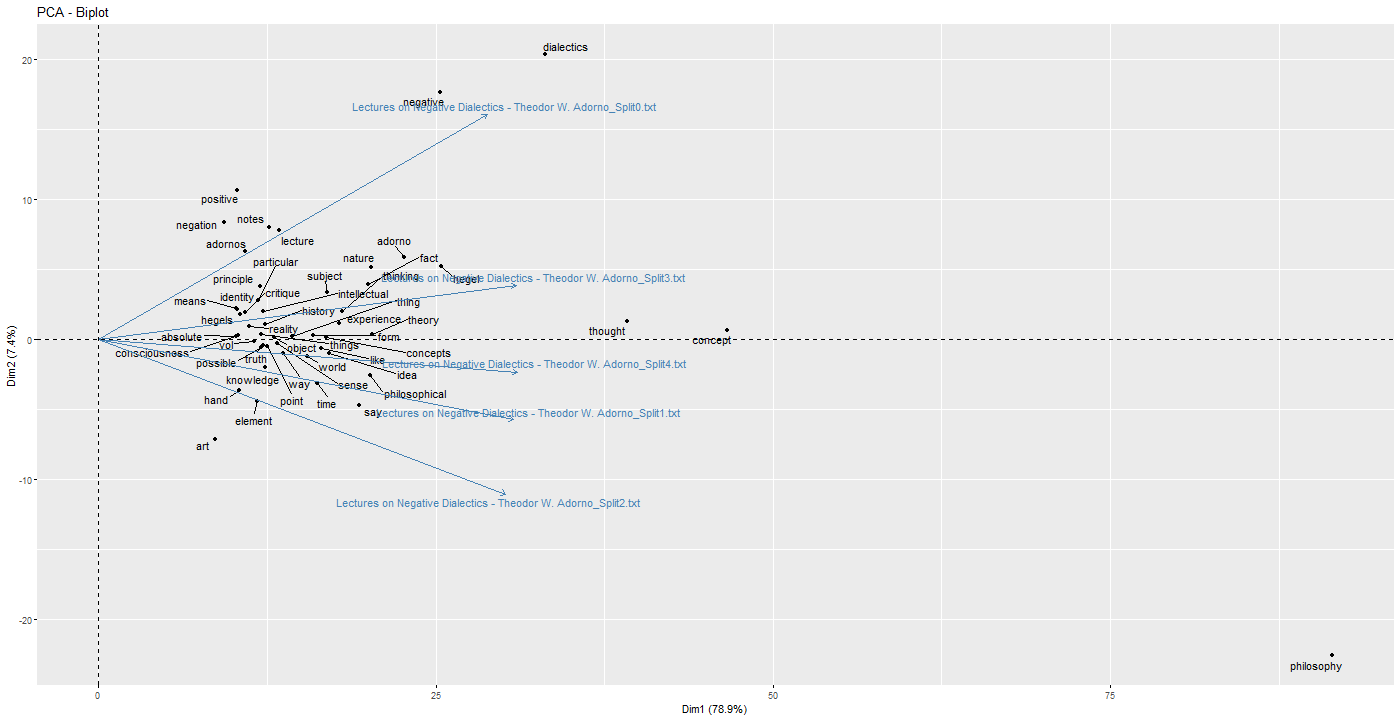 PCA - Biplot
dialectics
20
negative
Lectures on Negative Dialectics - Theodor W. Adorno_Split0.txt
10
positive
notes
negation
lecture
adornos
adorno
particular
nature
fact
principle
subject
thinking
hegel
Lectures on Negative Dialectics - Theodor W. Adorno_Split3.txt
identity
critique
intellectual
means
thing
history
hegels
experience
theory
thought
reality
absolute
form
concept
0
vol
object
things
consciousness
concepts
possible
truth
like
Lectures on Negative Dialectics - Theodor W. Adorno_Split4.txt
world
idea
knowledge
way
sense
philosophical
hand
point
time
say
Lectures on Negative Dialectics - Theodor W. Adorno_Split1.txt
element
art
-10
Lectures on Negative Dialectics - Theodor W. Adorno_Split2.txt
-20
philosophy
Dim2 (7.4%)
0
25
50
75
Dim1 (78.9%)